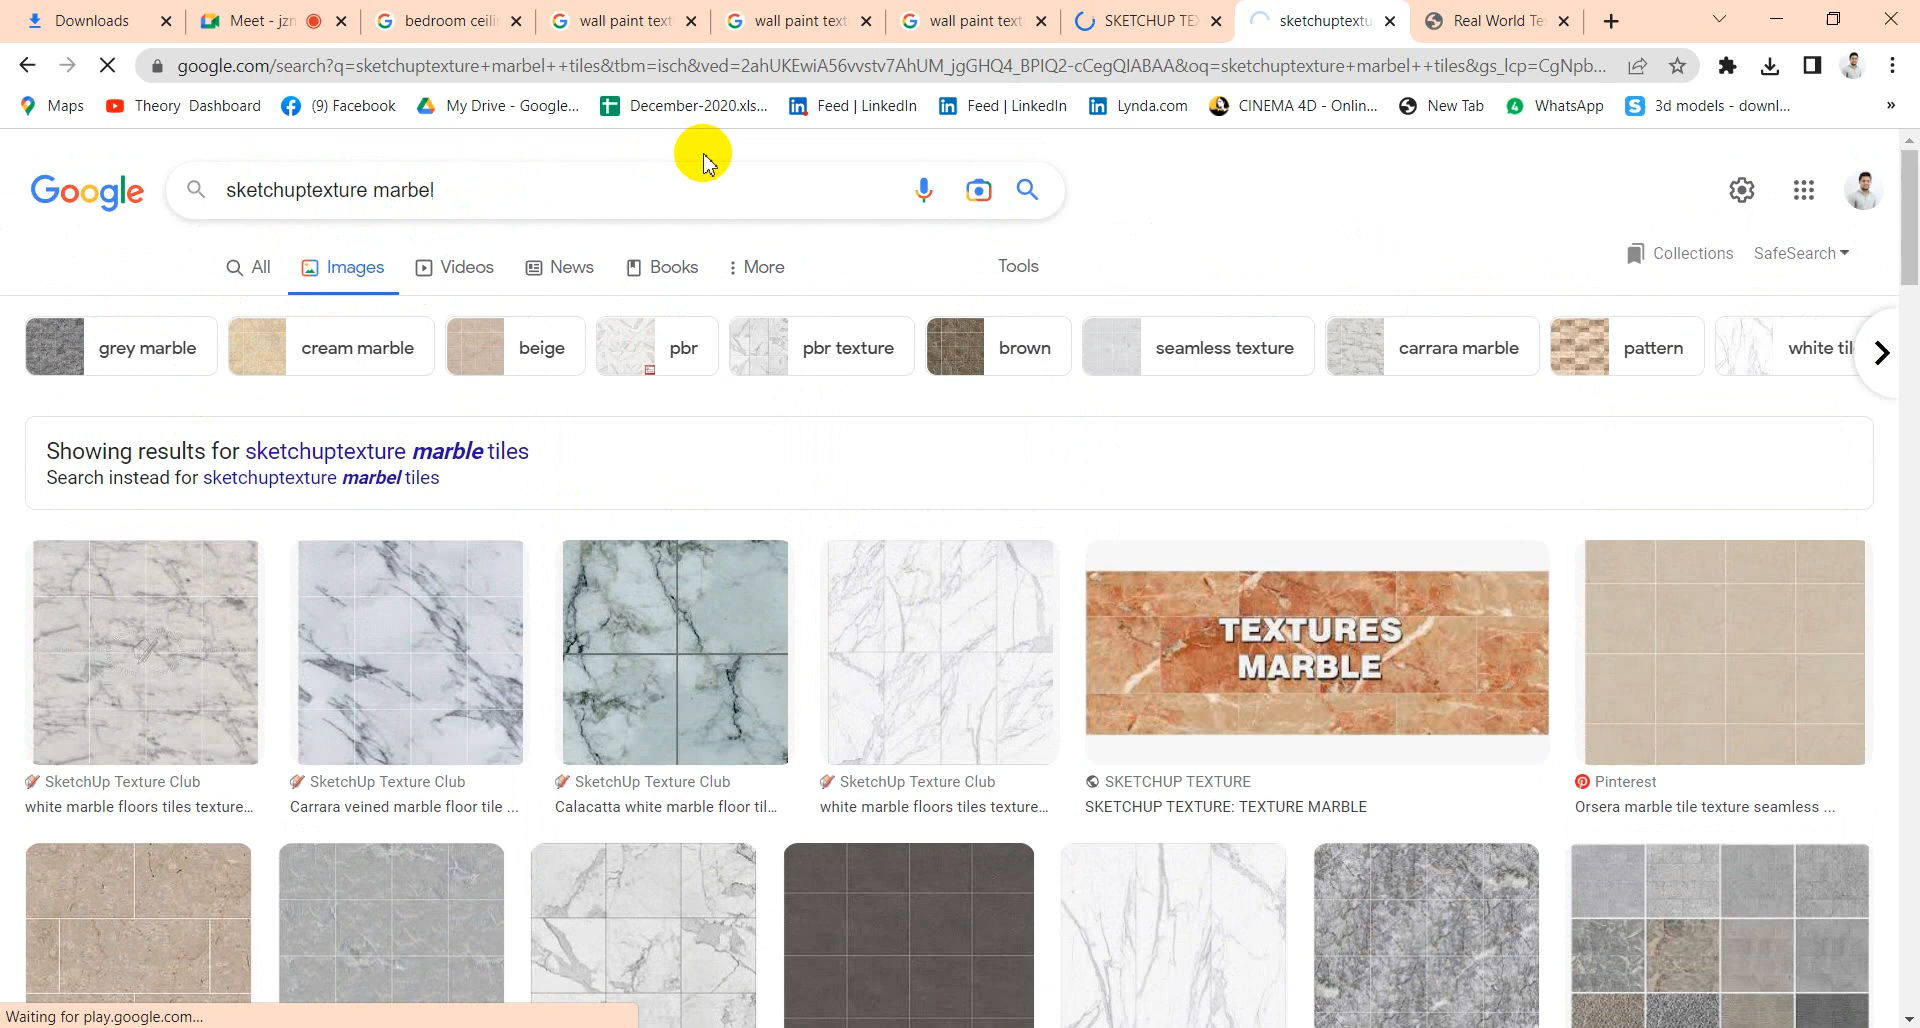 Downloads
Meet - jzn
bedroom ceili
wall paint text
wall paint text
wall paint text
SKETCHUP TE
sketchuptextu
Real World Te
google.com/search?q=sketchuptexture+marbel++tiles&tbm=isch&ved=2ahUKEwiA56vvstv7AhUM_jgGHQ4_BPIQ2-cCegQIABAA&oq=sketchuptexture+marbel++tiles&gs_lcp=CgNpb...
Maps
Theory Dashboard
(9) Facebook
My Drive - Google...
December-2020.xls...
Feed | LinkedIn
Feed | LinkedIn
Lynda.com
CINEMA 4D - Onlin...
New Tab
WhatsApp
3d models - downl...
»
Google
sketchuptexture marbel
All
Images
Videos
News
Books
More
Tools
Collections
SafeSearch
grey marble
cream marble
beige
pbr
pbr texture
brown
seamless texture
carrara marble
pattern
white til
Showing results for sketchuptexture marble tiles
Search instead for sketchuptexture marbel tiles
TEXTURES
MARBLE
SketchUp Texture Club
white marble floors tiles texture...
SketchUp Texture Club
Carrara veined marble floor tile ...
SketchUp Texture Club
Calacatta white marble floor til...
SketchUp Texture Club
white marble floors tiles texture...
SKETCHUP TEXTURE
SKETCHUP TEXTURE: TEXTURE MARBLE
Pinterest
Orsera marble tile texture seamless ...
Waiting for play.google.com...